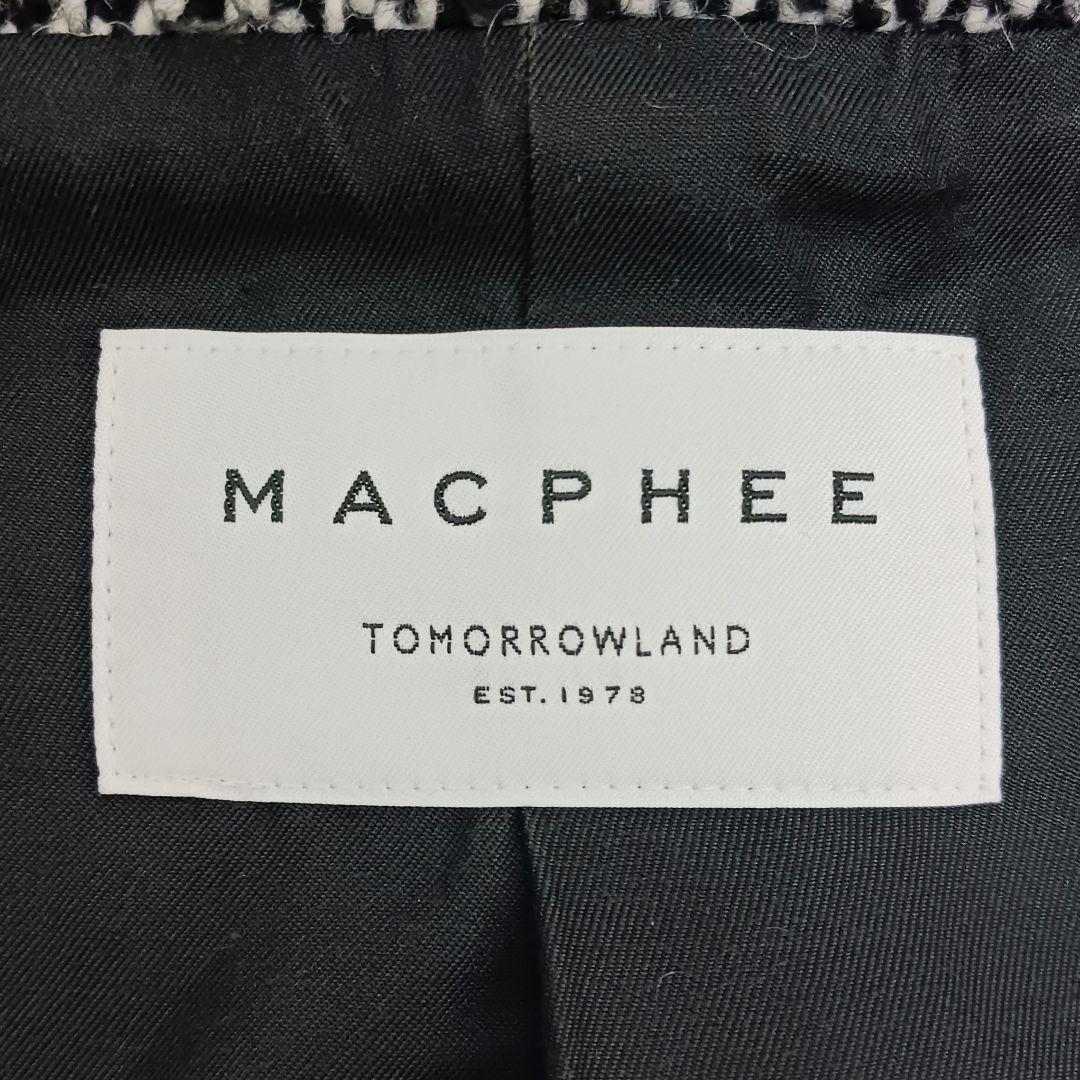 MACPHEE
TOMORROWLAND
EST. 1978